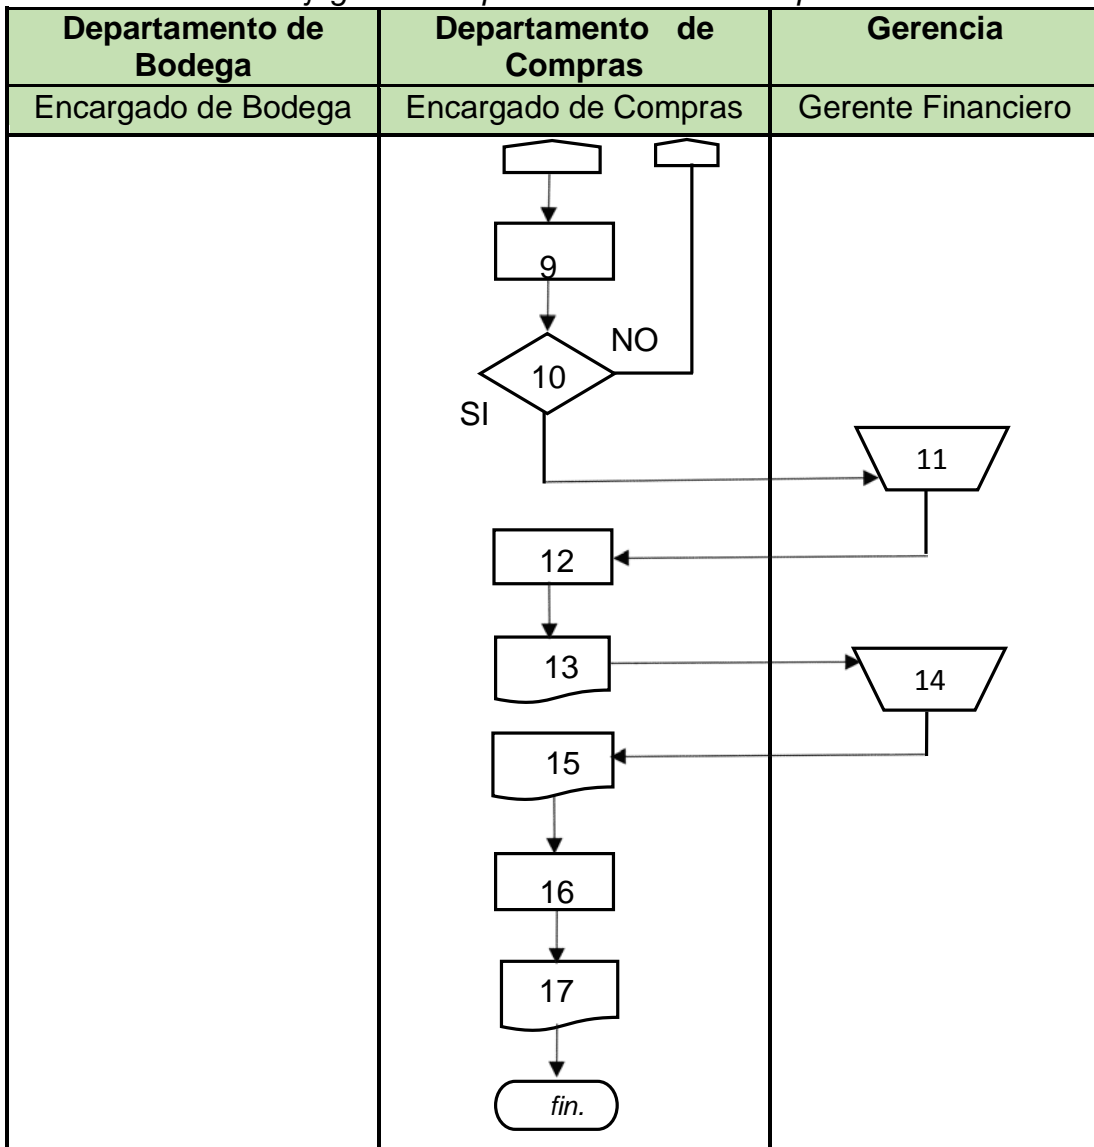 Departamento de
Bodega
Departamento de
Compras
Gerencia
Encargado de Bodega
Encargado de Compras
Gerente Financiero
9
NO
10
SI
11
12
13
14
15
16
17
fin.